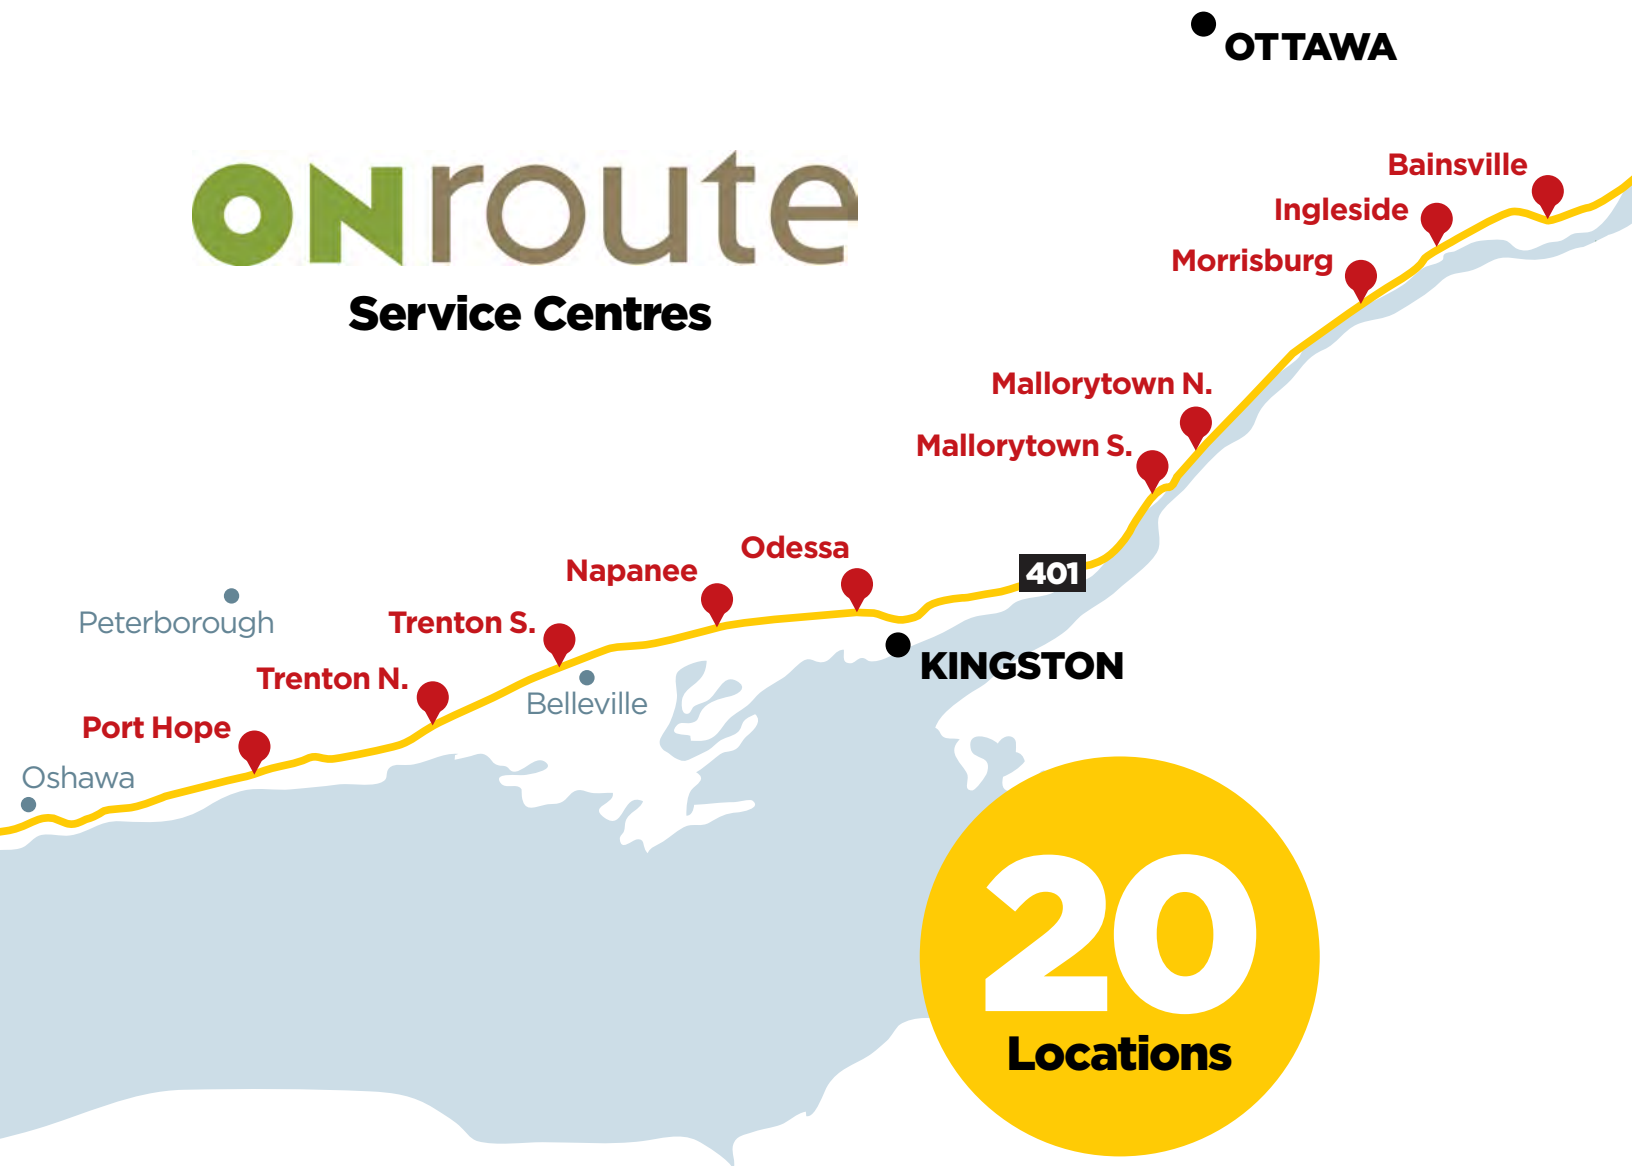 OTTAWA
ONroute
Service Centres
Bainsville
Ingleside
Morrisburg
Mallorytown N.
Mallorytown S.
Odessa
Napanee
401
Peterborough
Trenton S.
KINGSTON
Trenton N.
Belleville
Port Hope
Oshawa
20
Locations